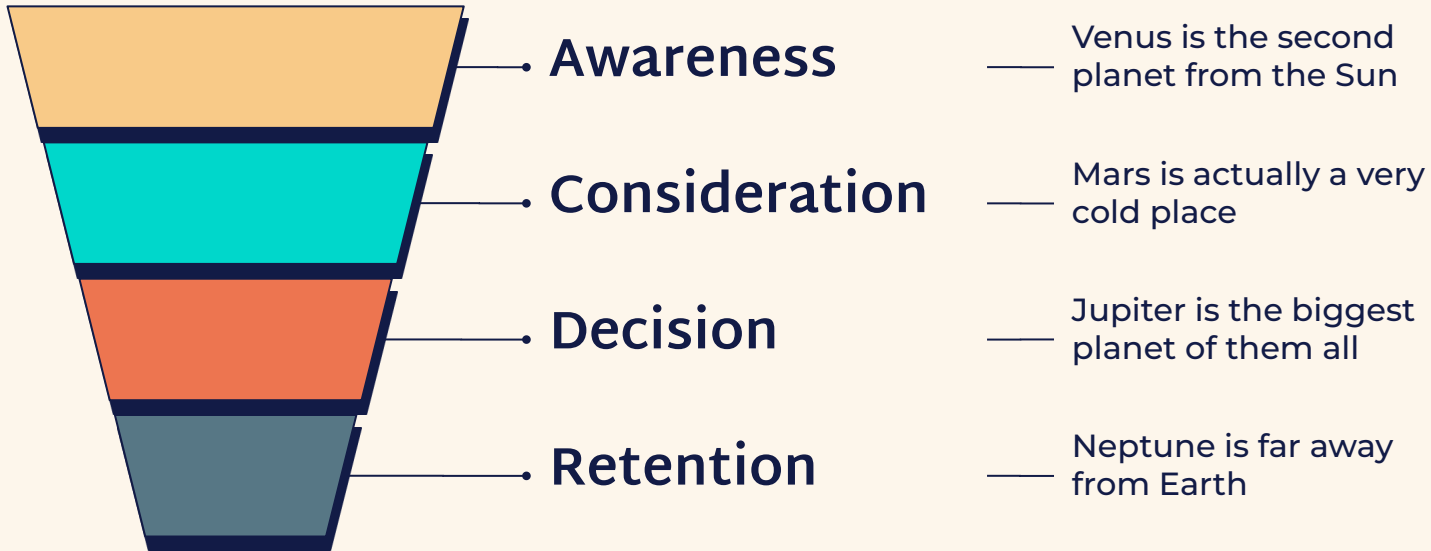 Awareness
Venus is the second
planet from the Sun
Consideration
Mars is actually a very
cold place
Decision
Jupiter is the biggest
planet of them all
Retention
Neptune is far away
from Earth